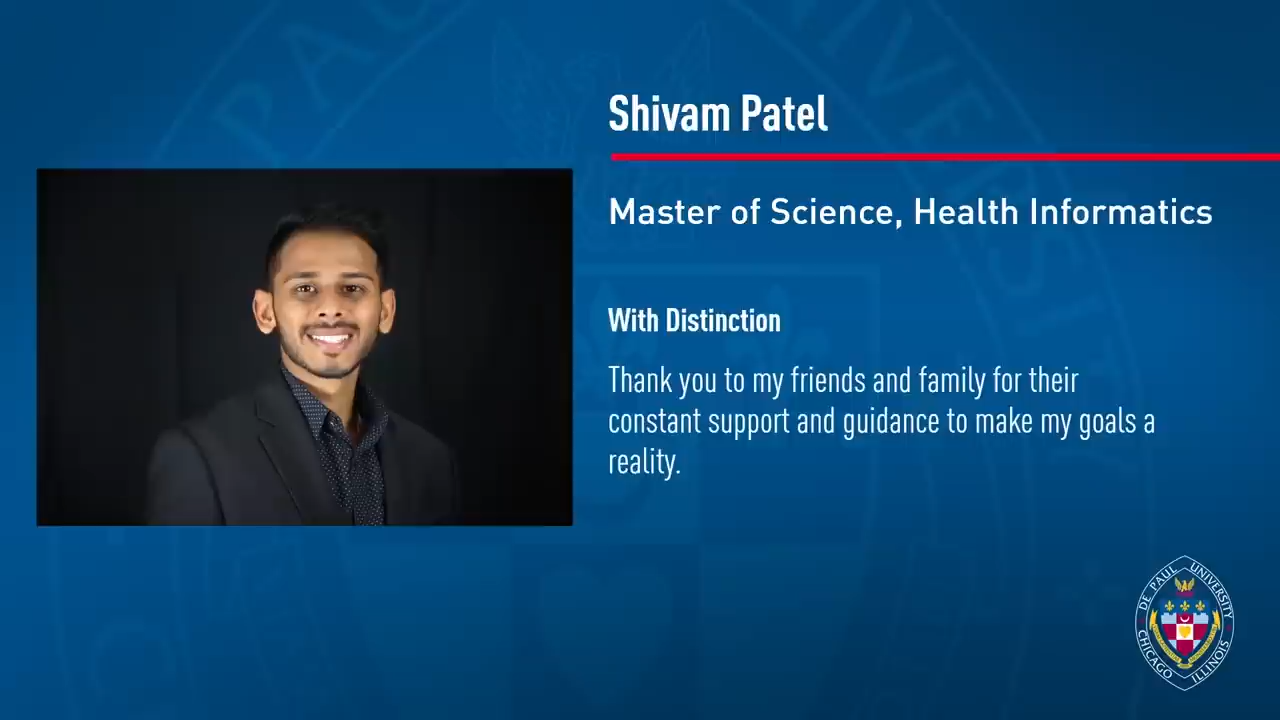 Shivam Patel
Master of Science, Health Informatics
With Distinction
Thank you to my friends and family for their
constant support and guidance to make my goals a
reality.
DE PAUL UNIVERSITY
CHICAGO ILLINOIS